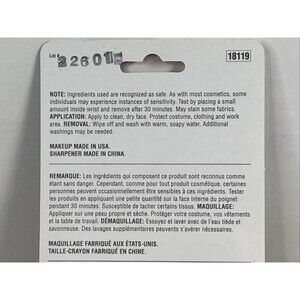 Lot #
22601
18119
NOTE: Ingredients used are recognized as safe. As with most cosmetics, some
individuals may experience instances of sensitivity. Test by placing a small
amount inside wrist and remove after 30 minutes. May stain some fabrics.
APPLICATION: Apply to clean, dry face. Protect costume, clothing and work
area. REMOVAL: Wipe off and wash with warm, soapy water. Additional
washings may be needed.
MAKEUP MADE IN USA.
SHARPENER MADE IN CHINA.
REMARQUE: Les ingrédients qui composent ce produit sont reconnus comme
étant sans danger. Cependant, comme pour tout produit cosmétique, certaines
personnes peuvent occasionnellement être sensibles à ces ingrédients. Tester
les produits en appliquant une petite quantité sur la face interne du poignet
pendant 30 minutes. Susceptible de tacher certains tissus. MAQUILLAGE:
Appliquer sur une peau propre et sèche. Protéger votre costume, vos vêtements
et la table de travail. DÉMAQUILLAGE: Essuyez et laver avec de l'eau tiède et
savonneuse. Des lavages supplémentaires peuvent s'avérer nécessaires.
MAQUILLAGE FABRIQUÉ AUX ÉTATS-UNIS.
TAILLE-CRAYON FABRIQUÉ EN CHINE.